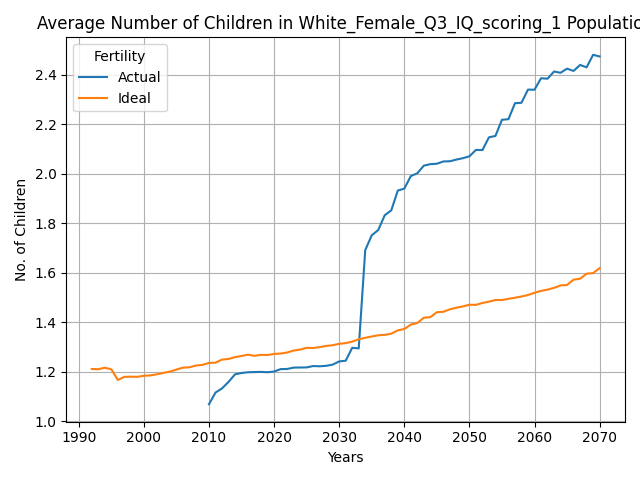 Average Number of Children in White_Female_Q3_IQ_scoring_1 Populatio
Fertility
Actual
Ideal
No. of Children
2.4
2.2
2.0
1.8
1.6
1.4
1.2
1.0
1990 2000 2010 2020 2030 2040 2050 2060 2070
Years